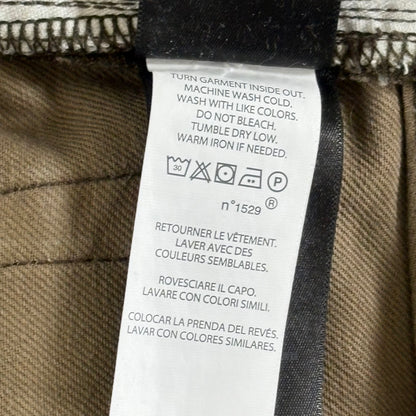 TURN GARMENT INSIDE OUT.
MACHINE WASH COLD.
WASH WITH LIKE COLORS.
DO NOT BLEACH.
TUMBLE DRY LOW.
WARM IRON IF NEEDED.
30 P
n°1529 ®
RETOURNER LE VÊTEMENT.
LAVER AVEC DES
COULEURS SEMBLABLES.
ROVESCIARE IL CAPO.
LAVARE CON COLORI SIMILI.
COLOCAR LA PRENDA DEL REVÉS.
LAVAR CON COLORES SIMILARES.